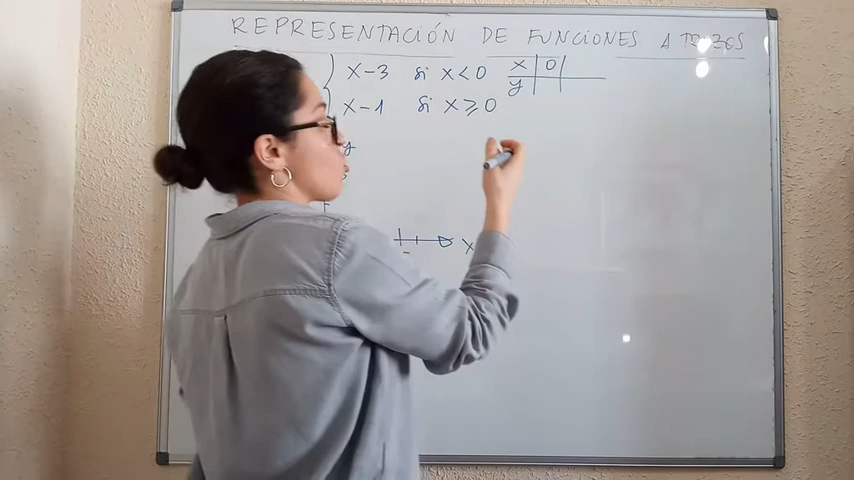 REPRESENTACIÓN DE FUNCIONES A TROZOS
x-3 si x<0 x 0
x-1 si x≥0 y
y
x